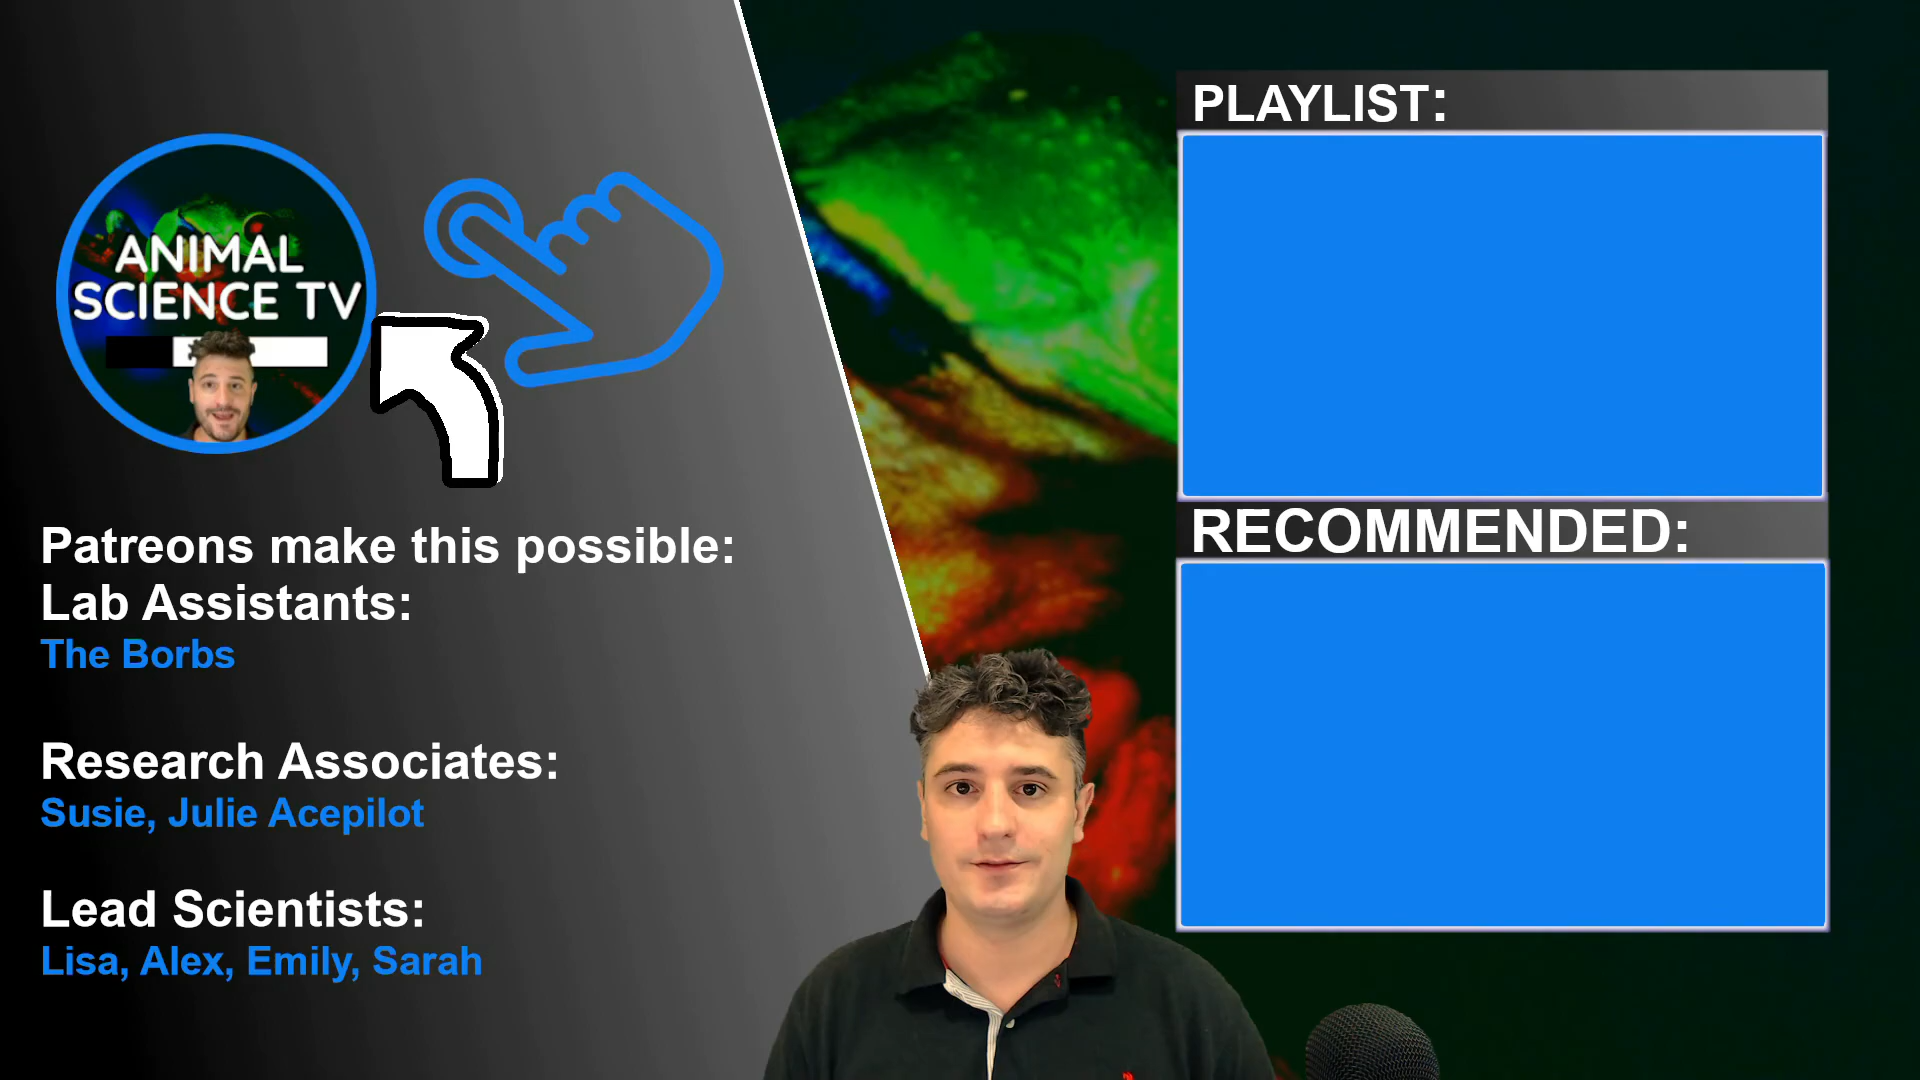 ANIMAL
SCIENCE TV
Patreons make this possible:
Lab Assistants:
The Borbs
Research Associates:
Susie, Julie Acepilot
Lead Scientists:
Lisa, Alex, Emily, Sarah
PLAYLIST:
RECOMMENDED: